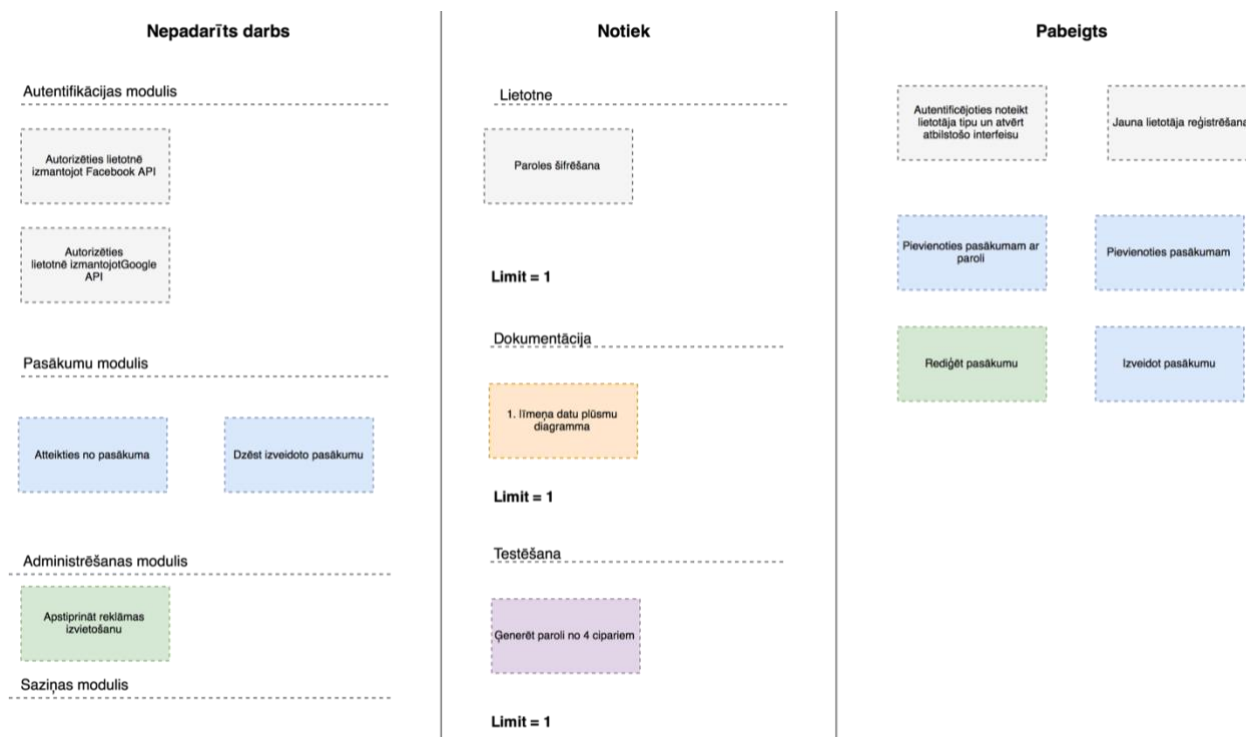 Nepadarīts darbs
Autentifikācijas modulis
Autorizēties lietotnē
izmantojot Facebook API
Autorizēties
lietotnē izmantojotGoogle
API
Pasākumu modulis
Atteikties no pasākuma
Dzēst izveidoto pasākumu
Administrēšanas modulis
Apstiprināt reklāmas
izvietošanu
Saziņas modulis
Notiek
Lietotne
Paroles šifrēšana
Limit = 1
Dokumentācija
1. līmeņa datu plūsmu
diagramma
Limit = 1
Testēšana
Ģenerēt paroli no 4 cipariem
Limit = 1
Pabeigts
Autentificējoties noteikt
lietotāja tipu un atvērt
atbilstošo interfeisu
Jauna lietotāja reģistrēšana
Pievienoties pasākumam ar
paroli
Pievienoties pasākumam
Rediģēt pasākumu
Izveidot pasākumu